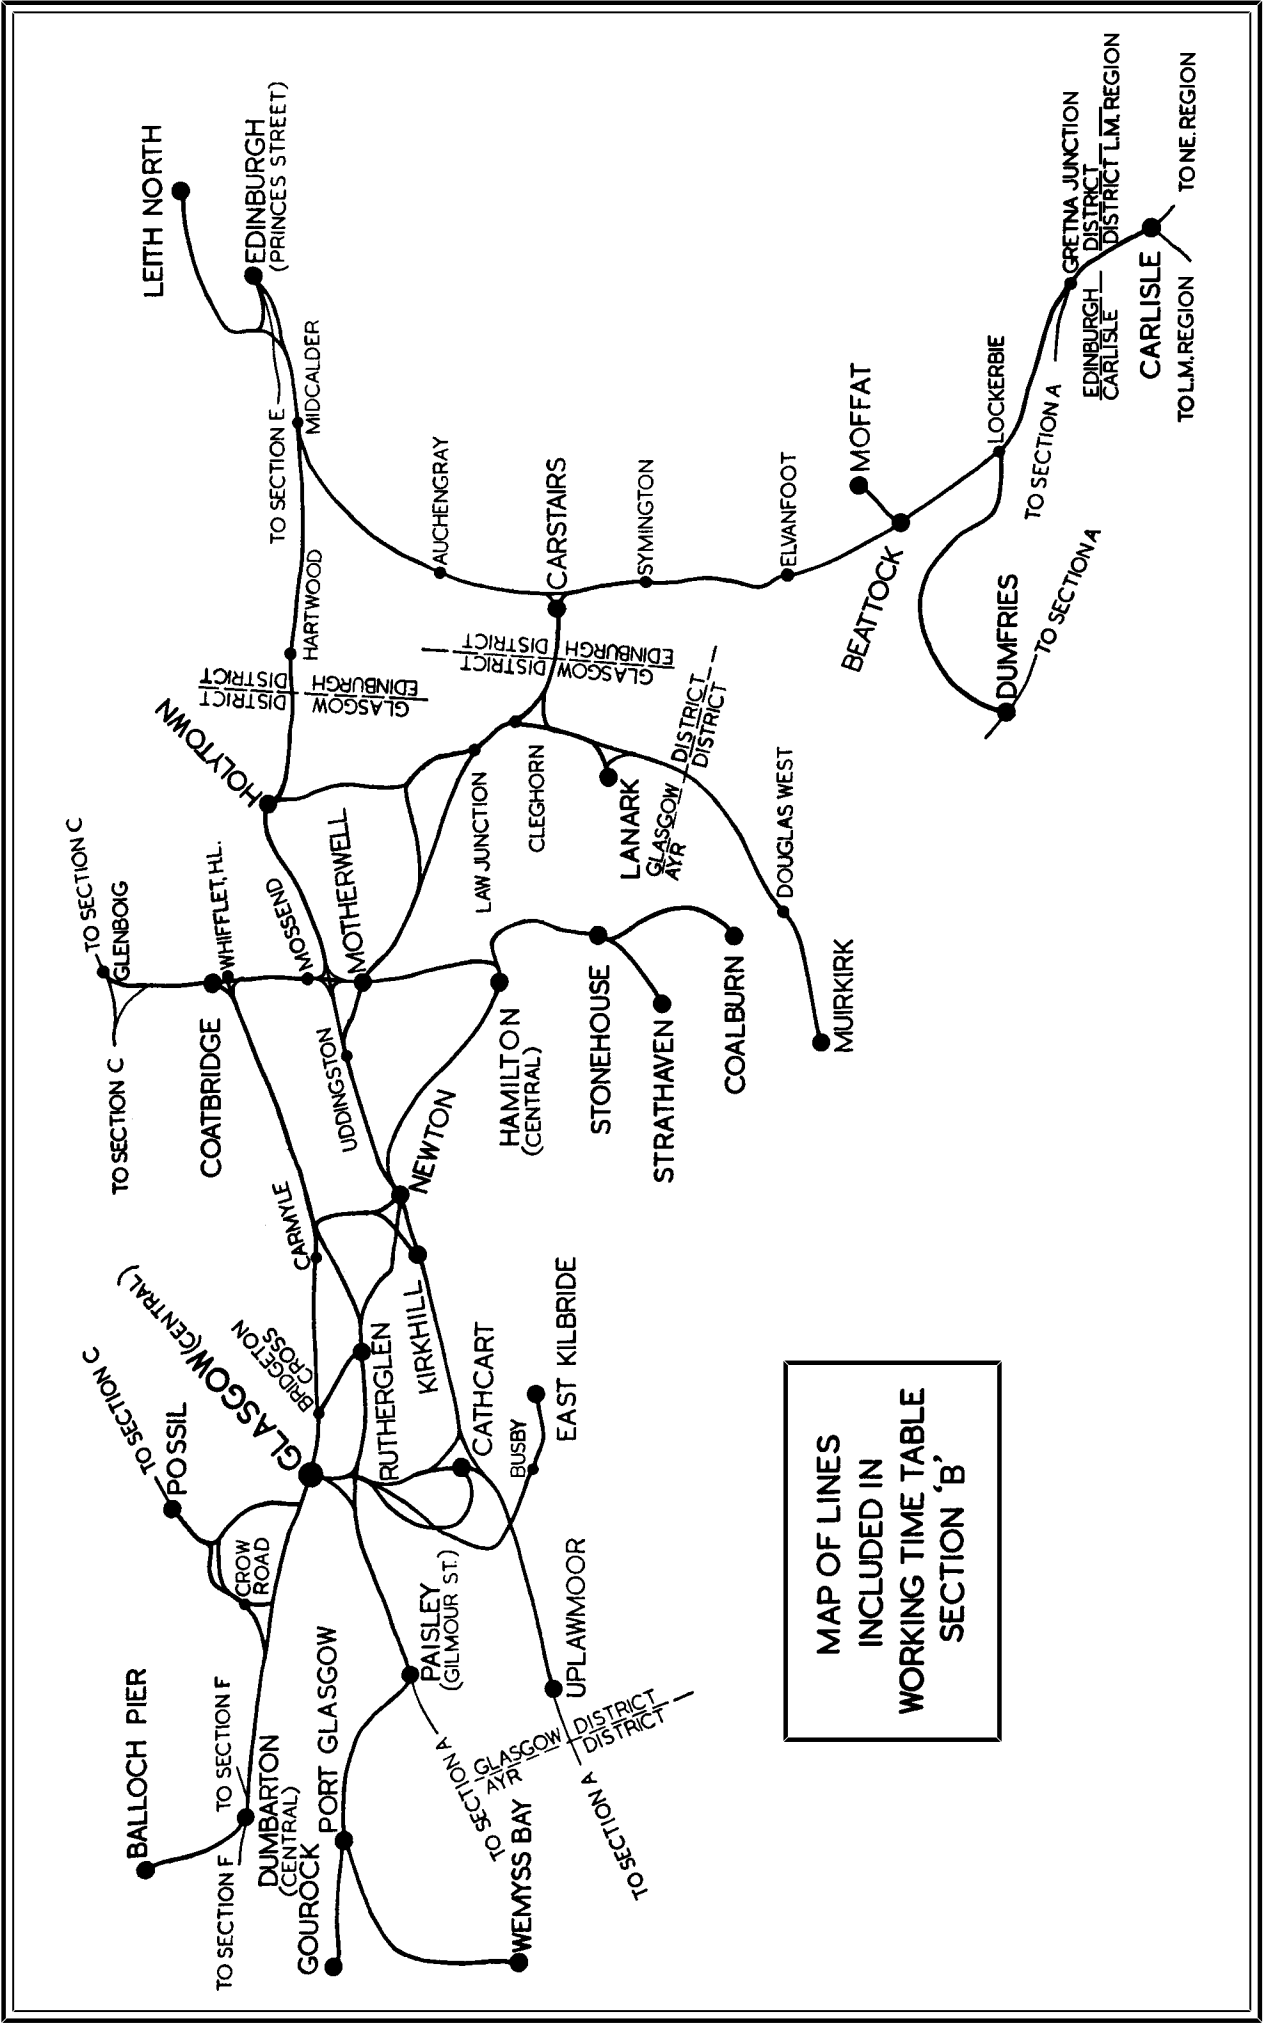 BALLOCH PIER
TO SECTION F
TO SECTION F
DUMBARTON
(CENTRAL)
GOUROCK
PORT GLASGOW
WEMYSS BAY
PAISLEY
(GILMOUR ST.)
TO SECTION A
GLASGOW DISTRICT
AYR DISTRICT
TO SECTION A
UPLAWMOOR
CROW
ROAD
POSSIL
TO SECTION C
GLASGOW (CENTRAL)
BRIDGETON
CROSS
RUTHERGLEN
KIRKHILL
CATHCART
BUSBY
EAST KILBRIDE
CARMYLE
NEWTON
UDDINGSTON
COATBRIDGE
TO SECTION C
TO SECTION C
GLENBOIG
WHIFFLET, H.L.
MOSSEND
MOTHERWELL
HOLYTOWN
HAMILTON
(CENTRAL)
STONEHOUSE
STRATHAVEN
COALBURN
MUIRKIRK
DOUGLAS WEST
LANARK
GLASGOW DISTRICT
AYR DISTRICT
LAW JUNCTION
CLEGHORN
GLASGOW DISTRICT
EDINBURGH DISTRICT
GLASGOW DISTRICT
EDINBURGH DISTRICT
HARTWOOD
MIDCALDER
TO SECTION E
LEITH NORTH
EDINBURGH
(PRINCES STREET)
AUCHENGRAY
CARSTAIRS
SYMINGTON
ELVANFOOT
BEATTOCK
MOFFAT
LOCKERBIE
DUMFRIES
TO SECTION A
TO SECTION A
GRETNA JUNCTION
EDINBURGH DISTRICT
CARLISLE DISTRICT L.M. REGION
CARLISLE
TO L.M. REGION
TO N.E. REGION
MAP OF LINES
INCLUDED IN
WORKING TIME TABLE
SECTION 'B'